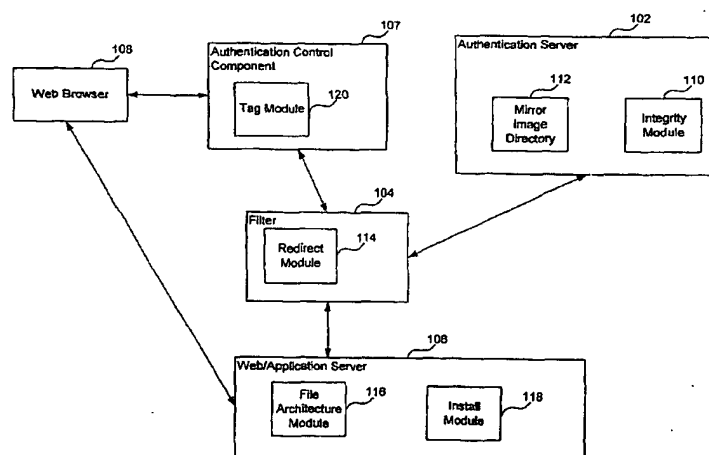 107
102
Authentication Control
Component
Authentication Server
108
Web Browser
120
Tag Module
112
110
Mirror
Image
Directory
Integrity
Module
104
Filter
114
Redirect
Module
106
Web/Application Server
File
Architecture
Module
116
Install
Module
118